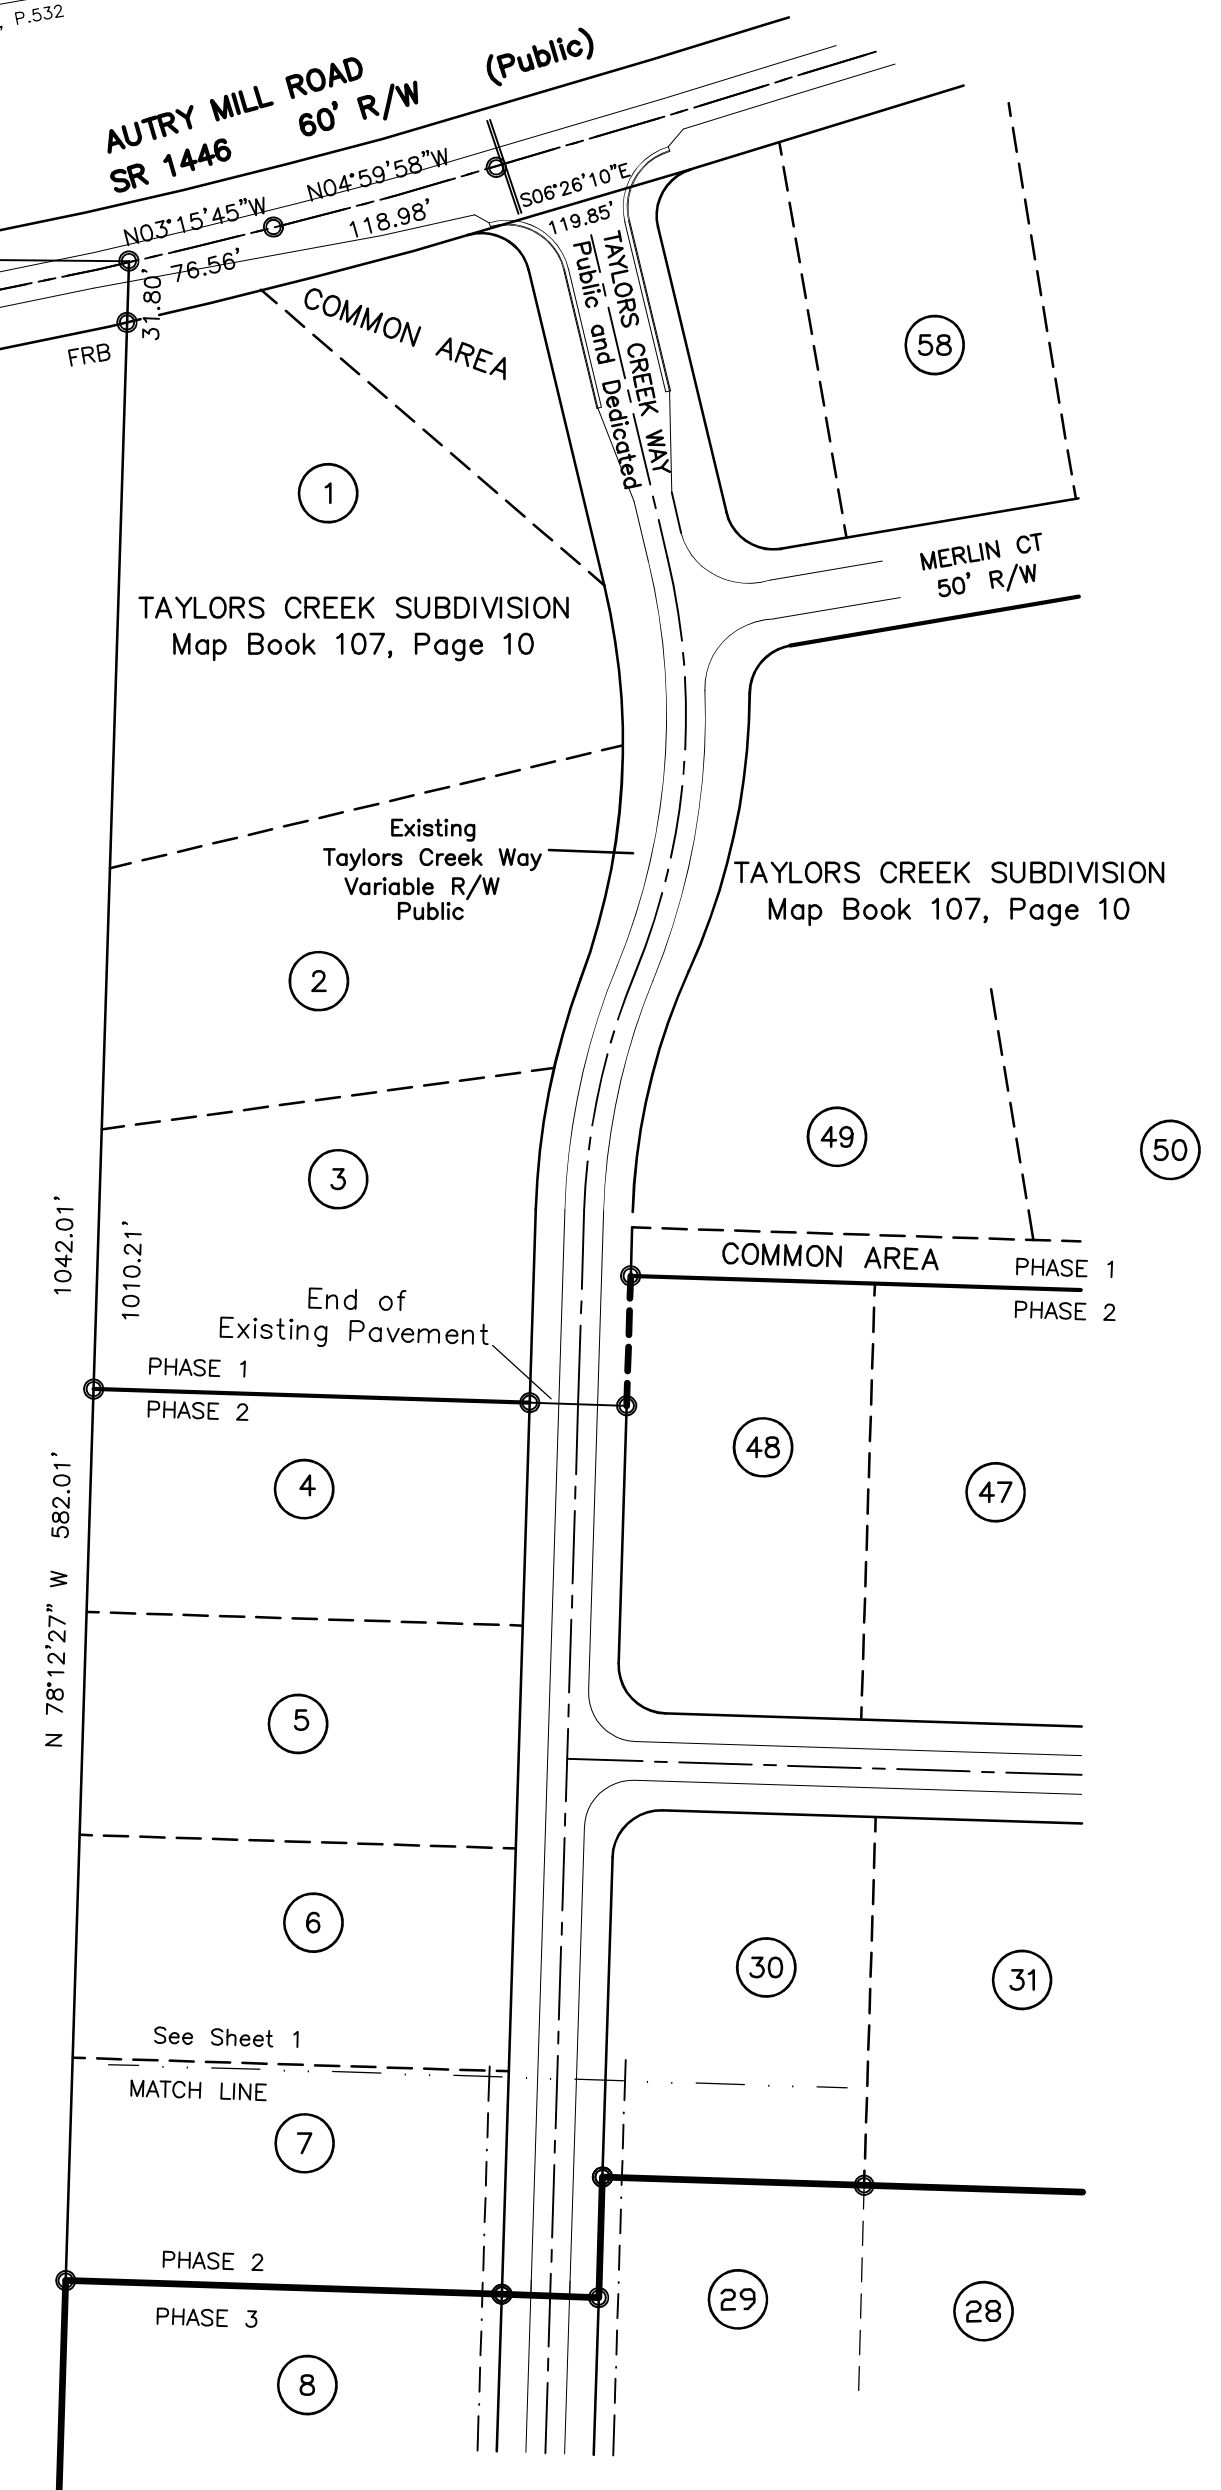 , P.532
AUTRY MILL ROAD
SR 1446 60' R/W
(Public)
N03°15'45"W
N04°59'58"W
S06°26'10"E
76.56'
118.98'
119.85'
31.80'
FRB
COMMON AREA
TAYLORS CREEK WAY
Public and Dedicated
58
1
MERLIN CT
50' R/W
TAYLORS CREEK SUBDIVISION
Map Book 107, Page 10
Existing
Taylors Creek Way
Variable R/W
Public
TAYLORS CREEK SUBDIVISION
Map Book 107, Page 10
2
49
50
3
1042.01'
1010.21'
COMMON AREA
PHASE 1
PHASE 2
End of
Existing Pavement
PHASE 1
PHASE 2
48
47
4
N 78°12'27" W 582.01'
5
6
30
31
See Sheet 1
MATCH LINE
7
PHASE 2
PHASE 3
29
28
8